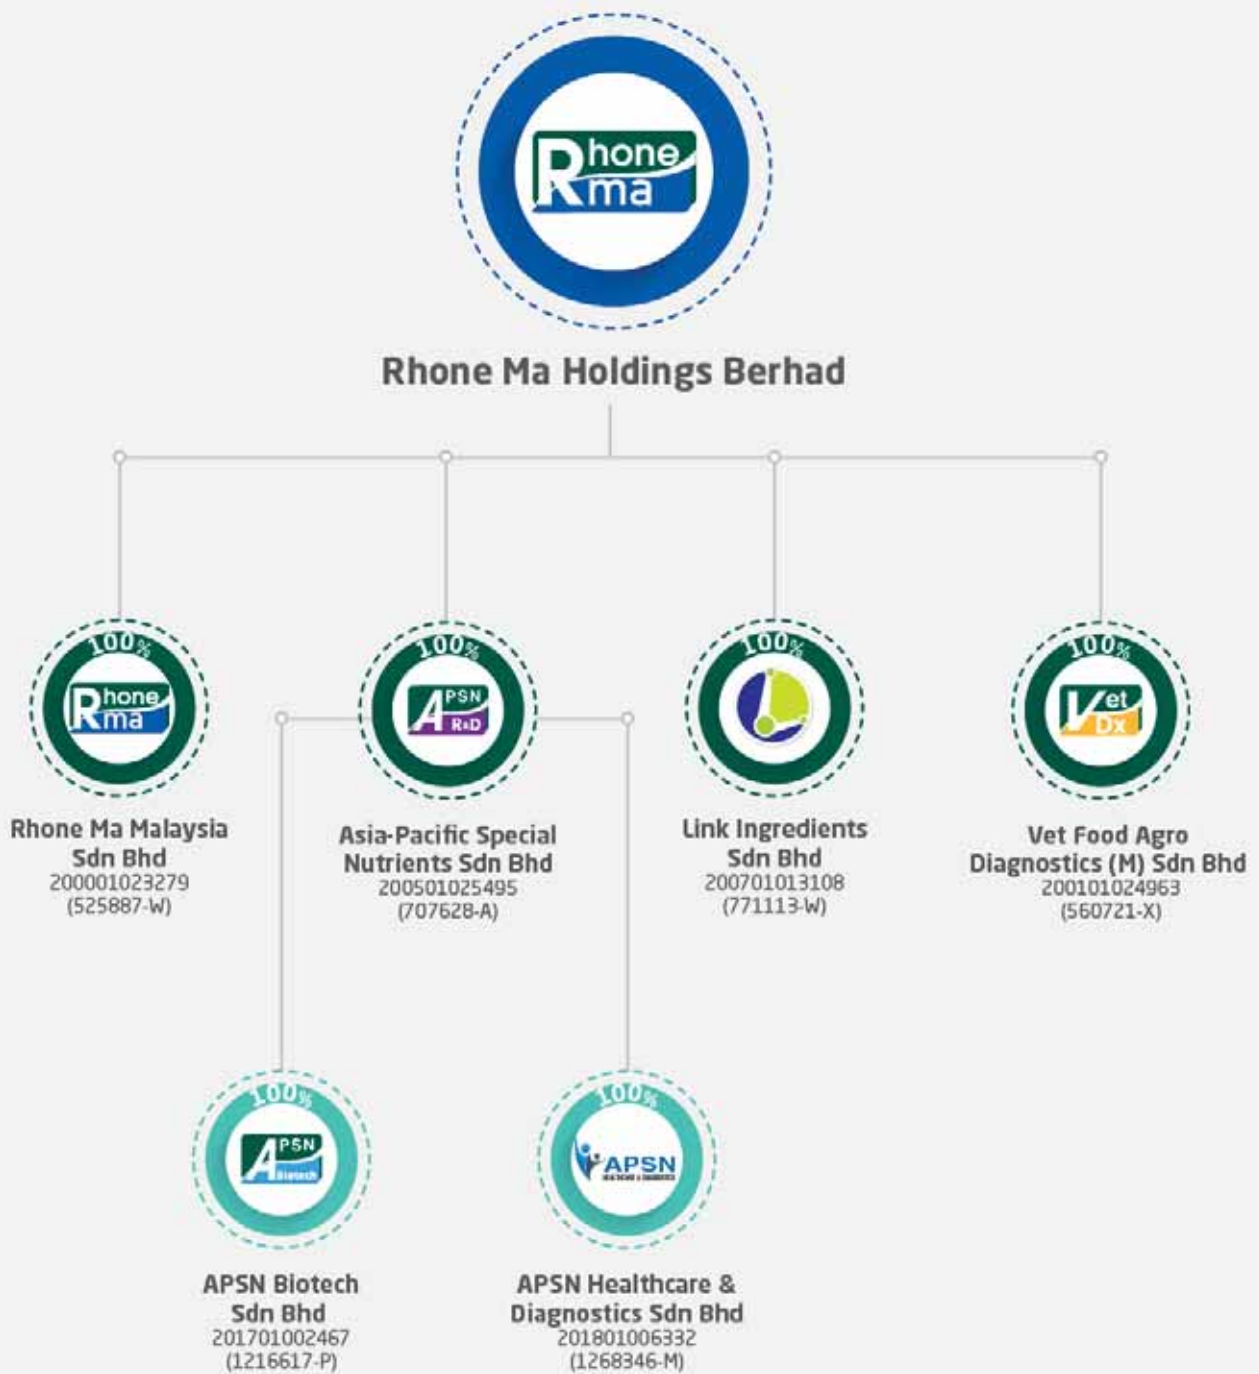 Rhone
ma
Rhone Ma Holdings Berhad
100%
Rhone
ma
100%
APSN
R&D
100%
100%
Vet
Dx
Rhone Ma Malaysia
Sdn Bhd
200001023279
(525887-W)
Asia-Pacific Special
Nutrients Sdn Bhd
200501025495
(707628-A)
Link Ingredients
Sdn Bhd
200701013108
(771113-W)
Vet Food Agro
Diagnostics (M) Sdn Bhd
200101024963
(560721-X)
100%
APSN
Biotech
100%
APSN
HEALTHCARE & DIAGNOSTICS
APSN Biotech
Sdn Bhd
201701002467
(1216617-P)
APSN Healthcare &
Diagnostics Sdn Bhd
201801006332
(1268346-M)